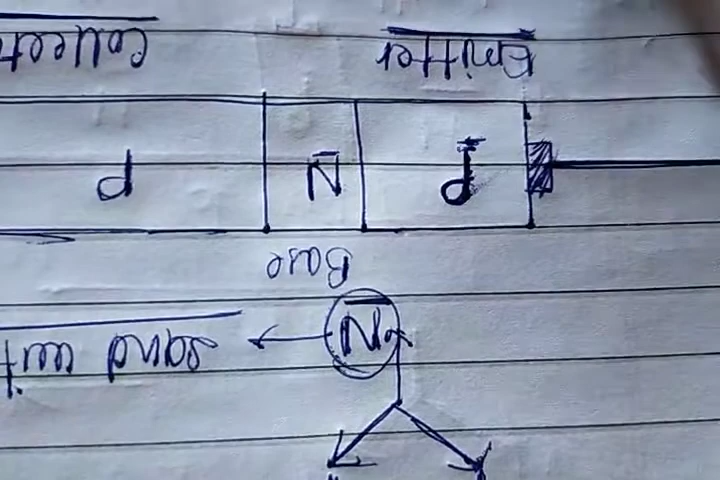 N → sand
Base
P N P
Emitter Collect